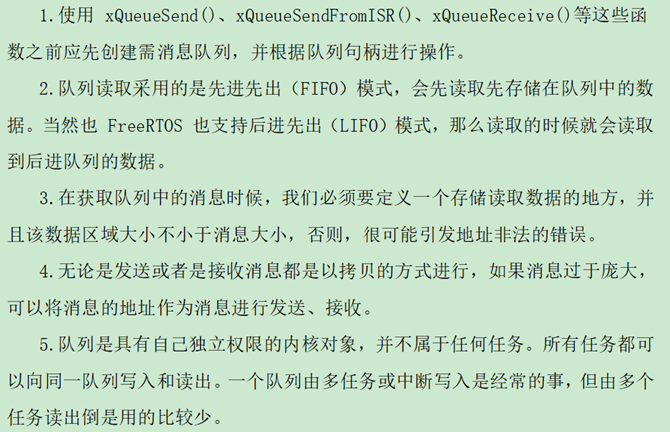 1.使用 xQueueSend()、xQueueSendFromISR()、xQueueReceive()等这些函
数之前应先创建需消息队列，并根据队列句柄进行操作。
2.队列读取采用的是先进先出（FIFO）模式，会先读取先存储在队列中的数
据。当然也 FreeRTOS 也支持后进先出（LIFO）模式，那么读取的时候就会读取
到后进队列的数据。
3.在获取队列中的消息时候，我们必须要定义一个存储读取数据的地方，并
且该数据区域大小不小于消息大小，否则，很可能引发地址非法的错误。
4.无论是发送或者是接收消息都是以拷贝的方式进行，如果消息过于庞大，
可以将消息的地址作为消息进行发送、接收。
5.队列是具有自己独立权限的内核对象，并不属于任何任务。所有任务都可
以向同一队列写入和读出。一个队列由多任务或中断写入是经常的事，但由多个
任务读出倒是用的比较少。